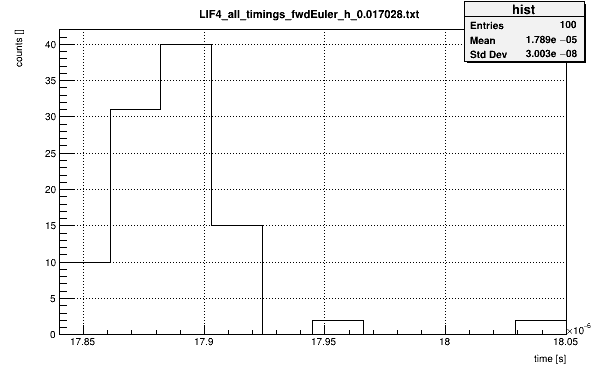 LIF4_all_timings_fwdEuler_h_0.017028.txt
hist
Entries 100
Mean 1.789e −05
Std Dev 3.003e −08
counts []
40
35
30
25
20
15
10
5
0
17.85 17.9 17.95 18 18.05
×10⁻⁶
time [s]